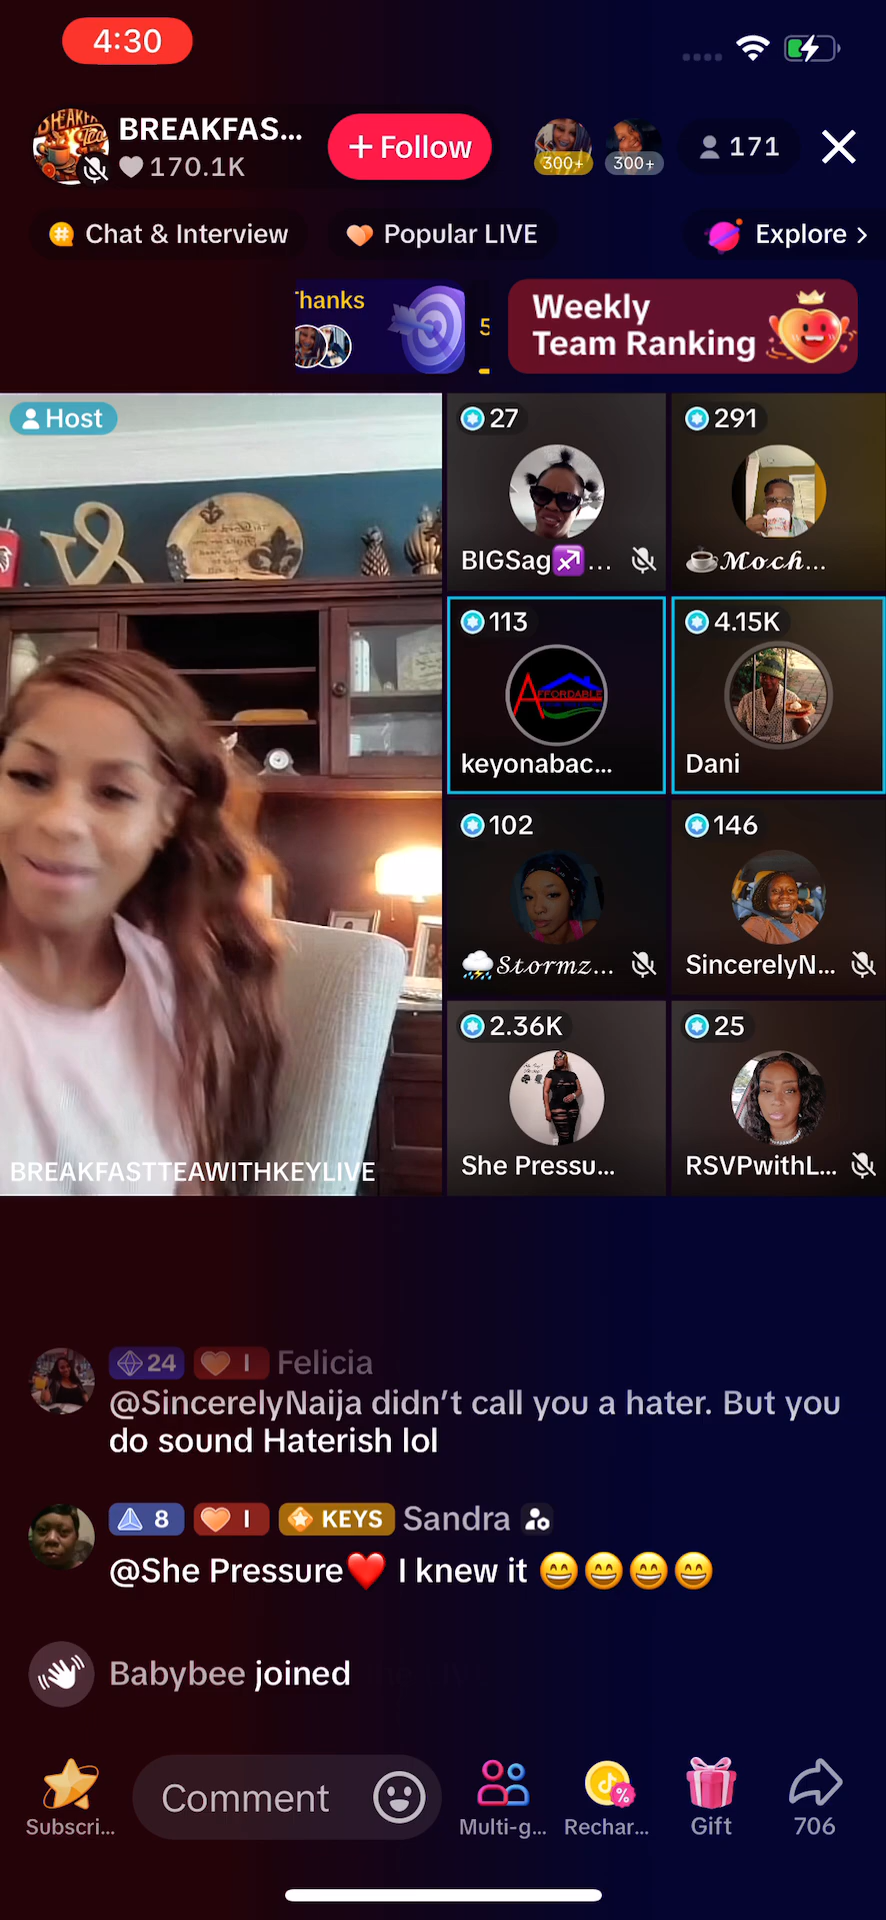 4:30
BREAKFAS...
170.1K
+ Follow
300+
300+
171
Chat & Interview
Popular LIVE
Explore >
Thanks
5
Weekly
Team Ranking
Host
27
BIGSag♐...
291
☕𝓜𝓸𝓬𝓱...
113
AFFORDABLE
keyonabac...
4.15K
Dani
102
⛈️𝓢𝓽𝓸𝓻𝓶𝔃...
146
SincerelyN...
2.36K
She Pressu...
25
RSVPwithL...
BREAKFASTTEAWITHKEYLIVE
24 I Felicia
@SincerelyNaija didn't call you a hater. But you
do sound Haterish lol
8 I KEYS Sandra
@She Pressure❤️ I knew it 😄😄😄😄
Babybee joined
Comment
Subscri...
Multi-g...
Rechar...
Gift
706